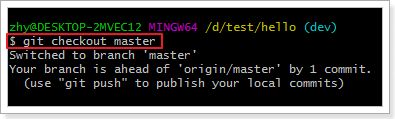 zhy@DESKTOP-2MVEC12 MINGW64 /d/test/hello (dev)
$ git checkout master
Switched to branch 'master'
Your branch is ahead of 'origin/master' by 1 commit.
  (use "git push" to publish your local commits)